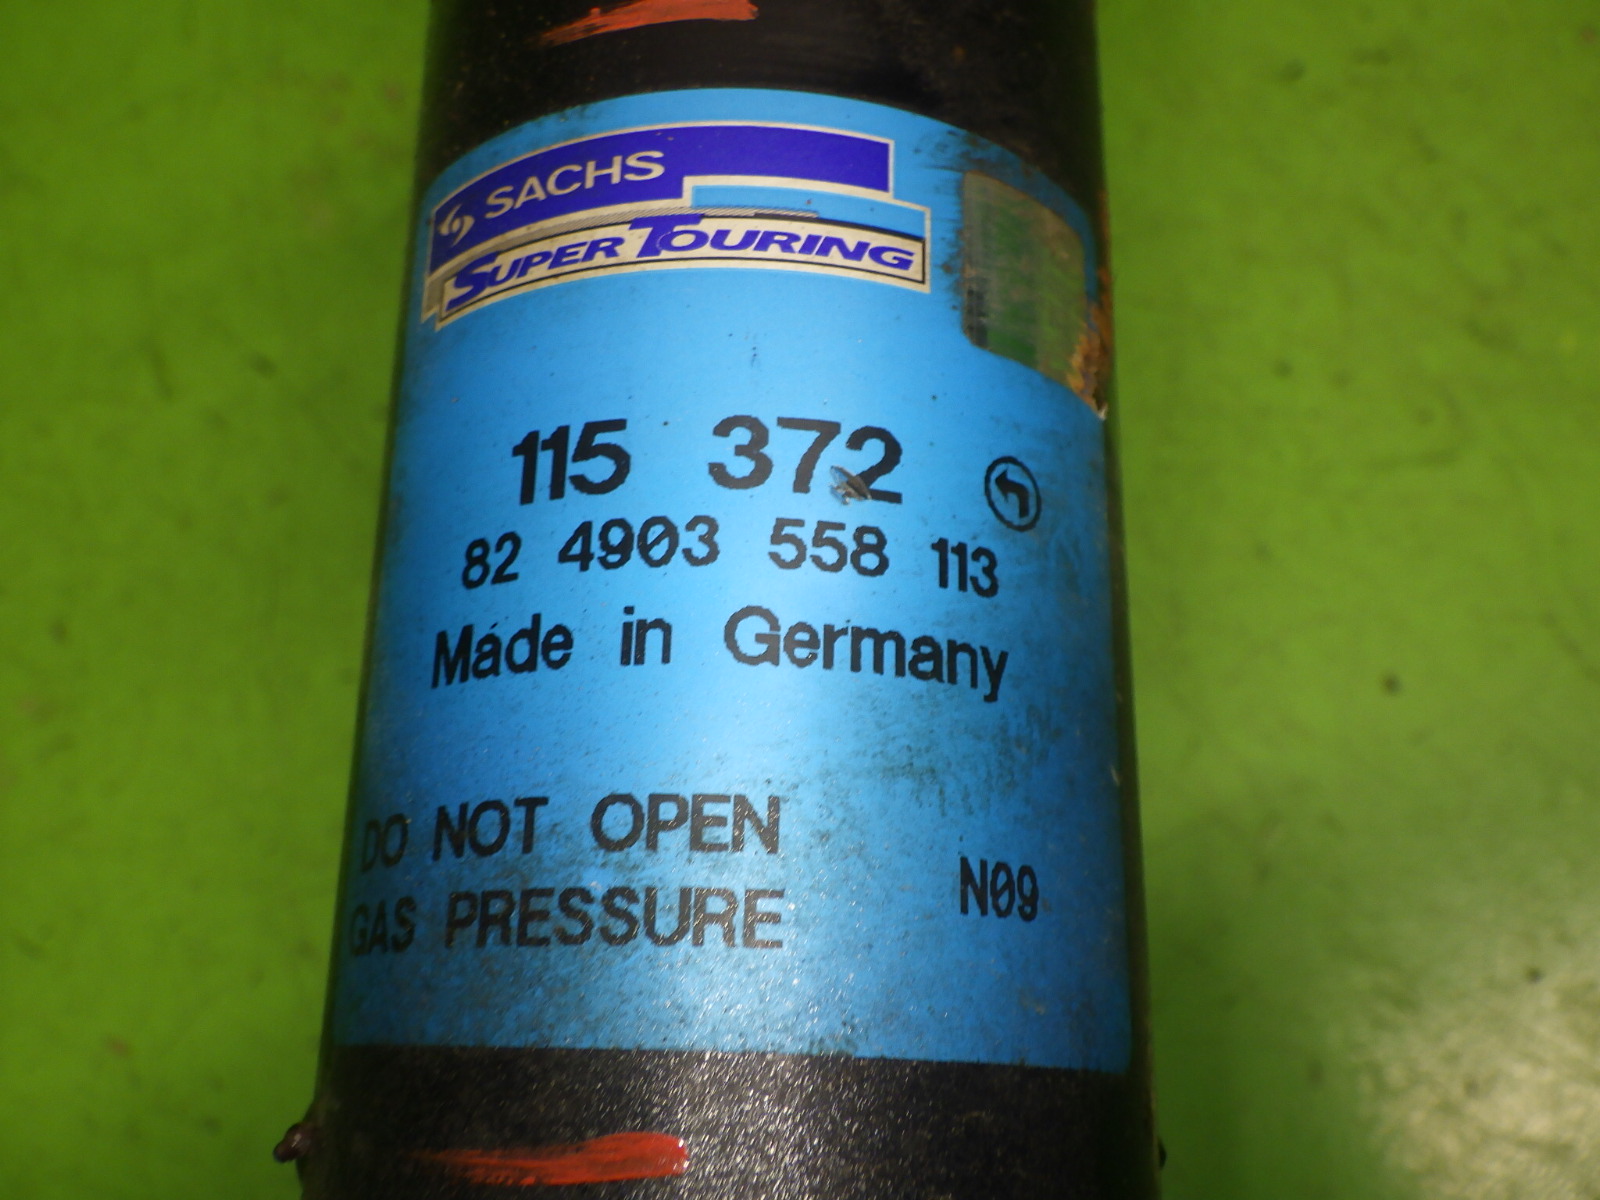 SACHS
SUPER TOURING
115 372
82 4903 558 113
Made in Germany
DO NOT OPEN
GAS PRESSURE
N09